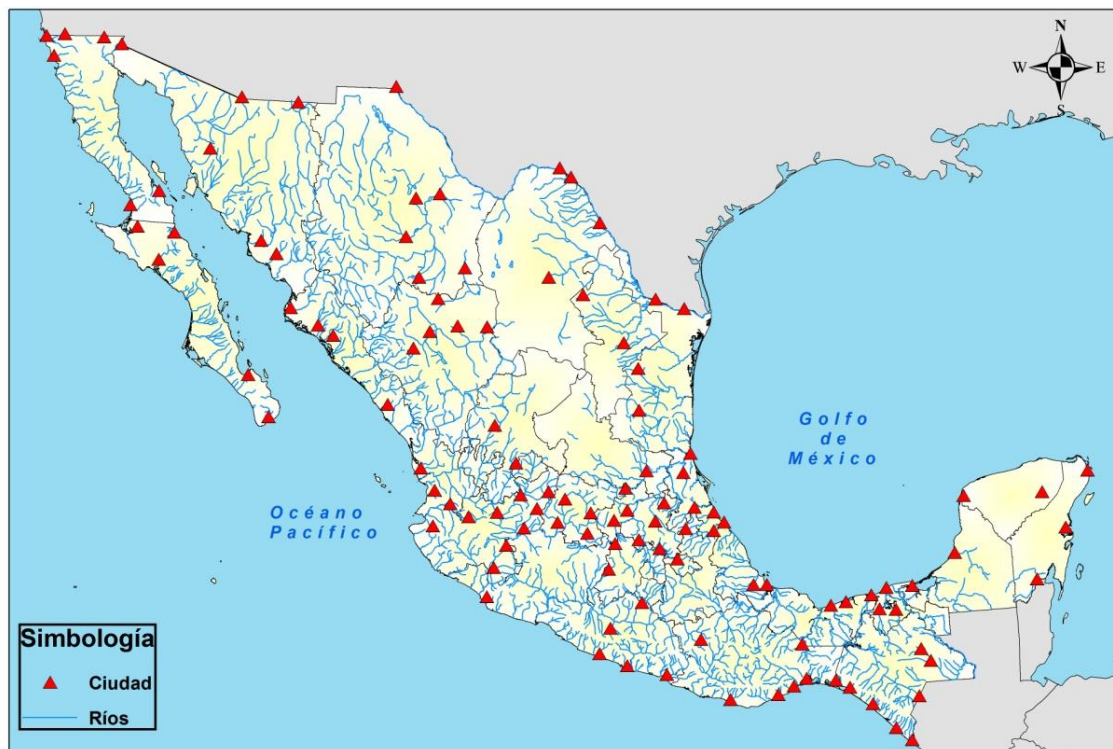 N
W E
S
Golfo
de
México
Océano
Pacífico
Simbología
Ciudad
Ríos